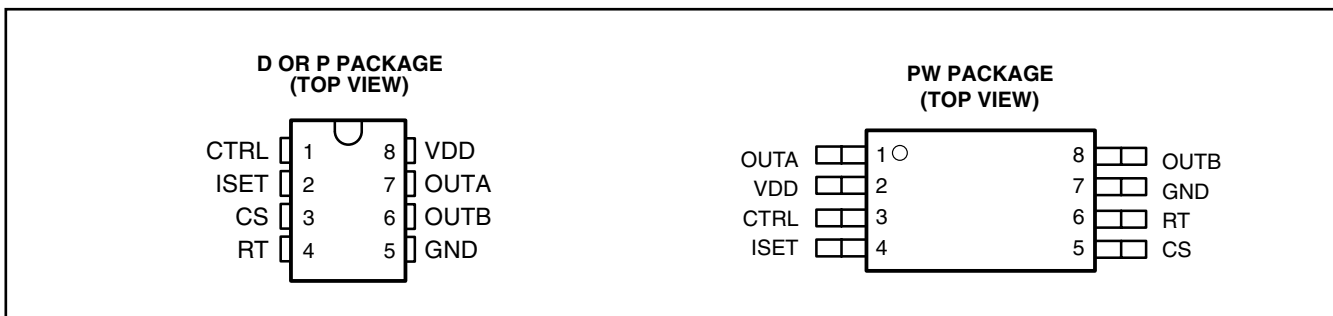 D OR P PACKAGE
(TOP VIEW)
CTRL 1 8 VDD
ISET 2 7 OUTA
CS 3 6 OUTB
RT 4 5 GND
PW PACKAGE
(TOP VIEW)
OUTA 1 8 OUTB
VDD 2 7 GND
CTRL 3 6 RT
ISET 4 5 CS